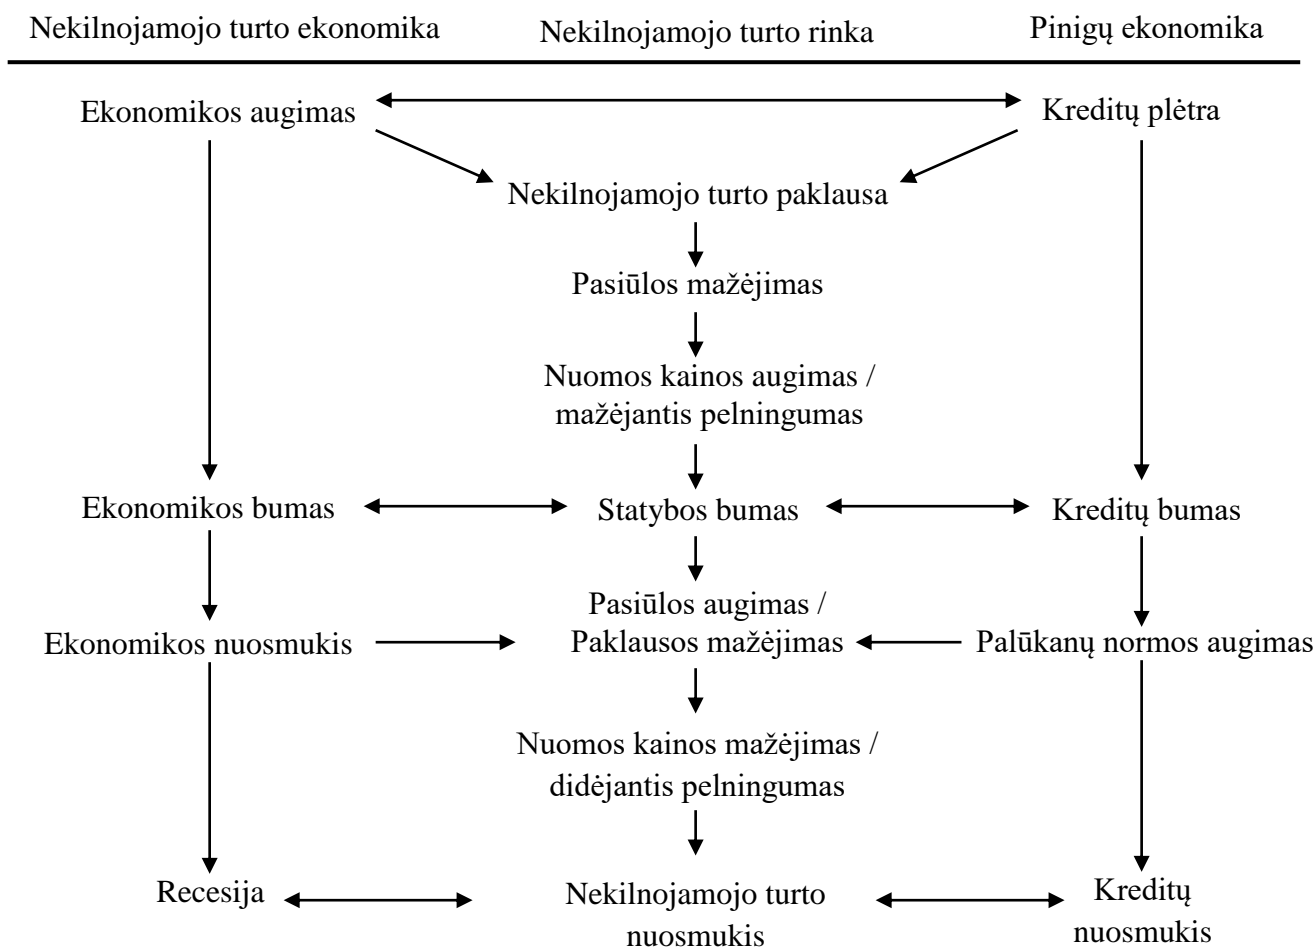 Nekilnojamojo turto ekonomika
Nekilnojamojo turto rinka
Pinigų ekonomika
Ekonomikos augimas
Kreditų plėtra
Nekilnojamojo turto paklausa
Pasiūlos mažėjimas
Nuomos kainos augimas /
mažėjantis pelningumas
Ekonomikos bumas
Statybos bumas
Kreditų bumas
Pasiūlos augimas /
Paklausos mažėjimas
Ekonomikos nuosmukis
Palūkanų normos augimas
Nuomos kainos mažėjimas /
didėjantis pelningumas
Recesija
Nekilnojamojo turto
nuosmukis
Kreditų
nuosmukis